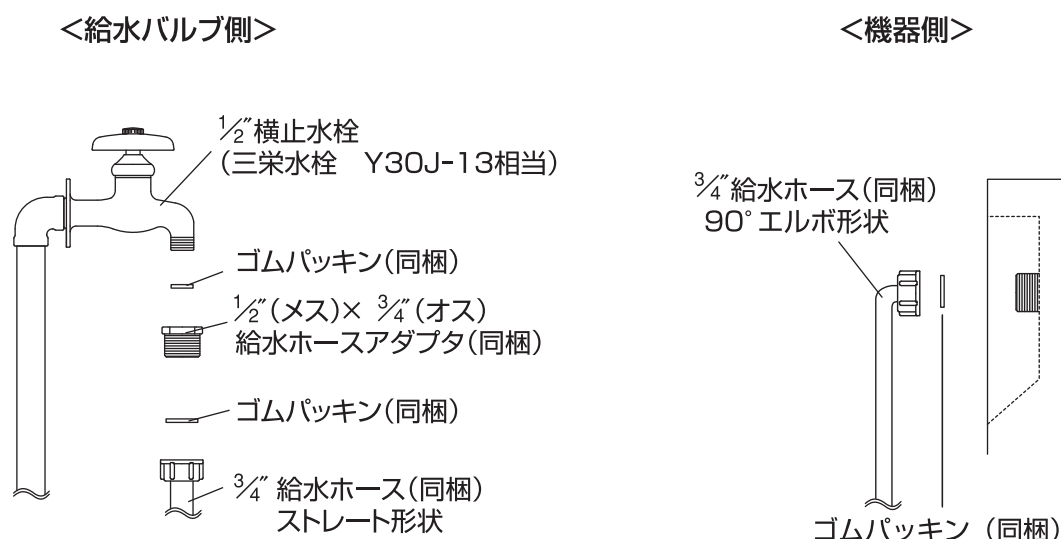 ＜給水バルブ側＞
1/2″横止水栓
（三栄水栓　Y30J-13相当）
ゴムパッキン（同梱）
1/2″（メス）× 3/4″（オス）
給水ホースアダプタ（同梱）
ゴムパッキン（同梱）
3/4″ 給水ホース（同梱）
ストレート形状
＜機器側＞
3/4″給水ホース（同梱）
90°エルボ形状
ゴムパッキン（同梱）